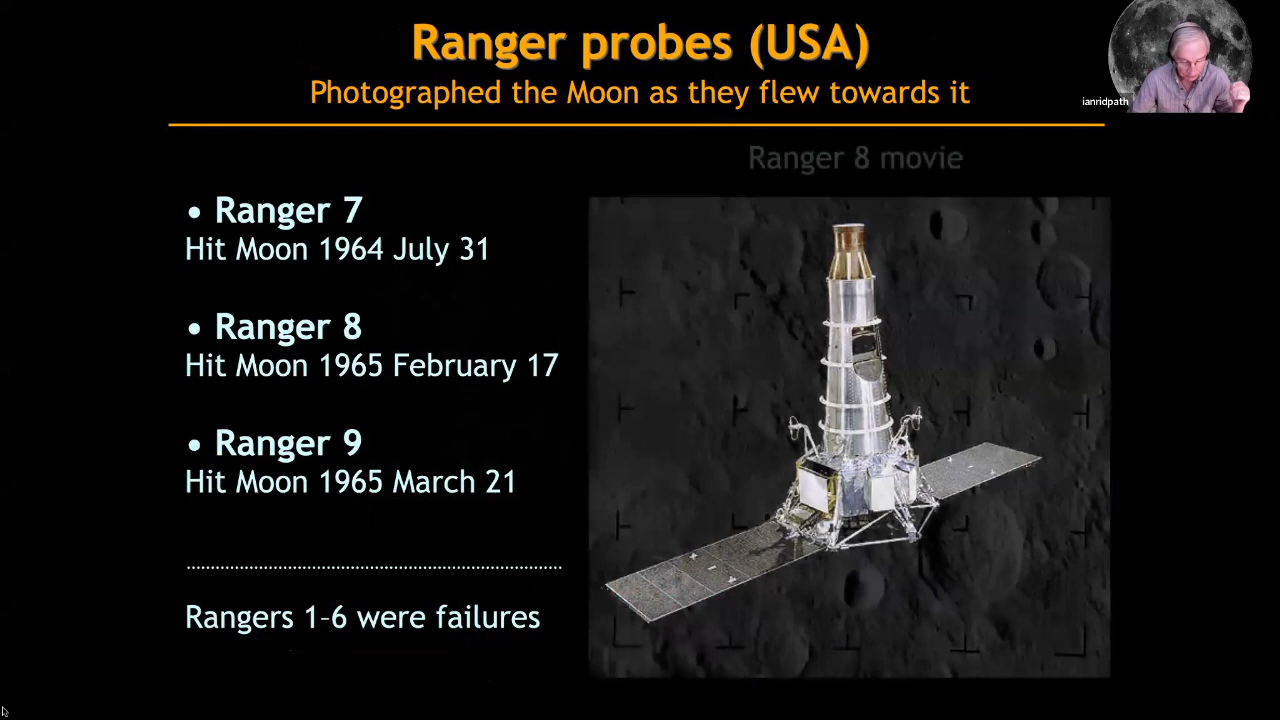 Ranger probes (USA)
Photographed the Moon as they flew towards it
ianridpath
Ranger 8 movie
• Ranger 7
Hit Moon 1964 July 31
• Ranger 8
Hit Moon 1965 February 17
• Ranger 9
Hit Moon 1965 March 21
Rangers 1–6 were failures